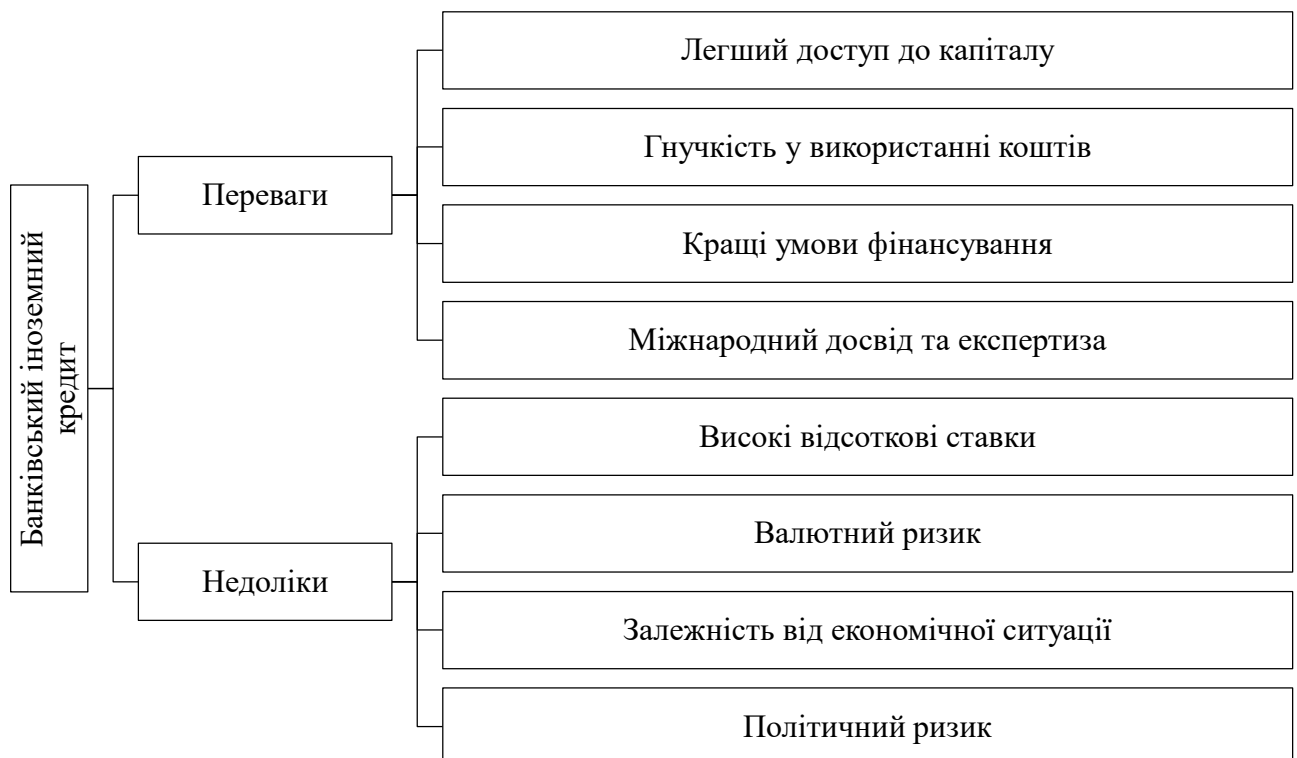 Банківський іноземний
кредит
Переваги
Легший доступ до капіталу
Гнучкість у використанні коштів
Кращі умови фінансування
Міжнародний досвід та експертиза
Недоліки
Високі відсоткові ставки
Валютний ризик
Залежність від економічної ситуації
Політичний ризик